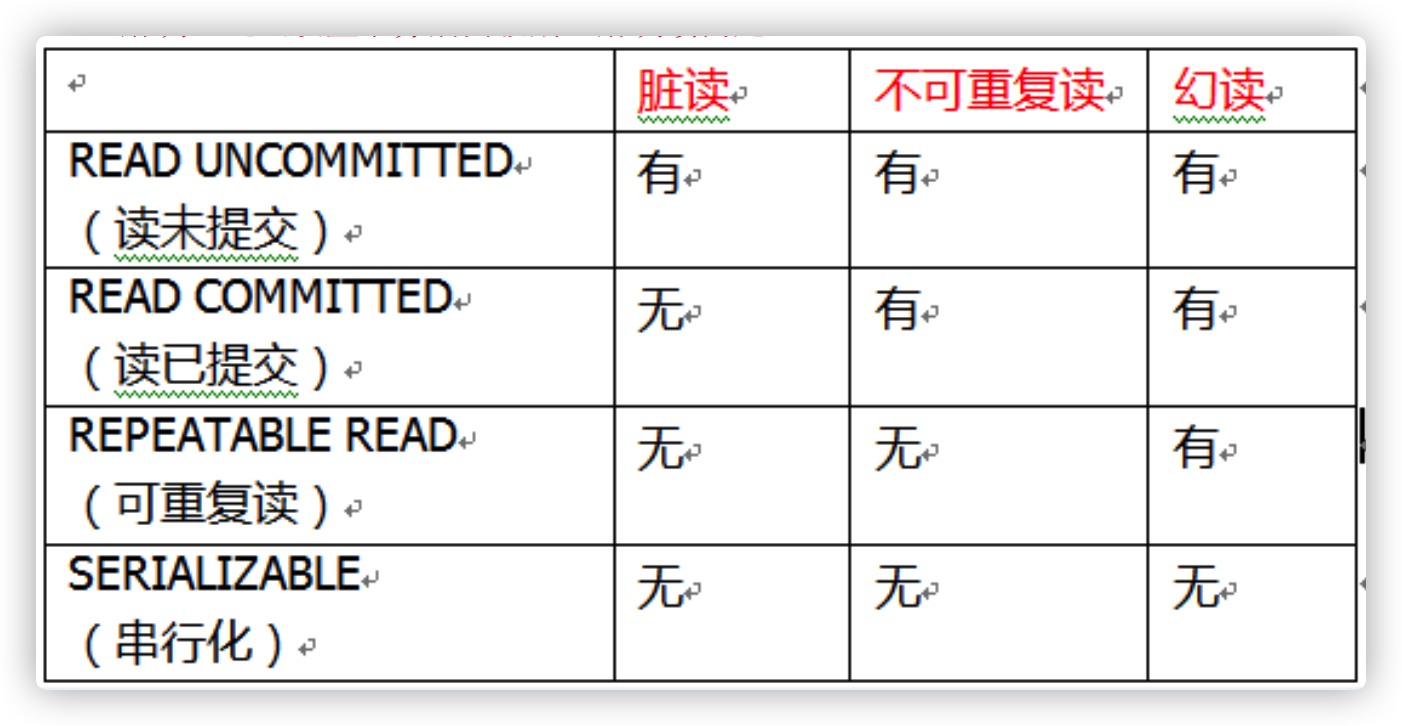 脏读 不可重复读 幻读
READ UNCOMMITTED 有 有 有
（读未提交）
READ COMMITTED 无 有 有
（读已提交）
REPEATABLE READ 无 无 有
（可重复读）
SERIALIZABLE 无 无 无
（串行化）